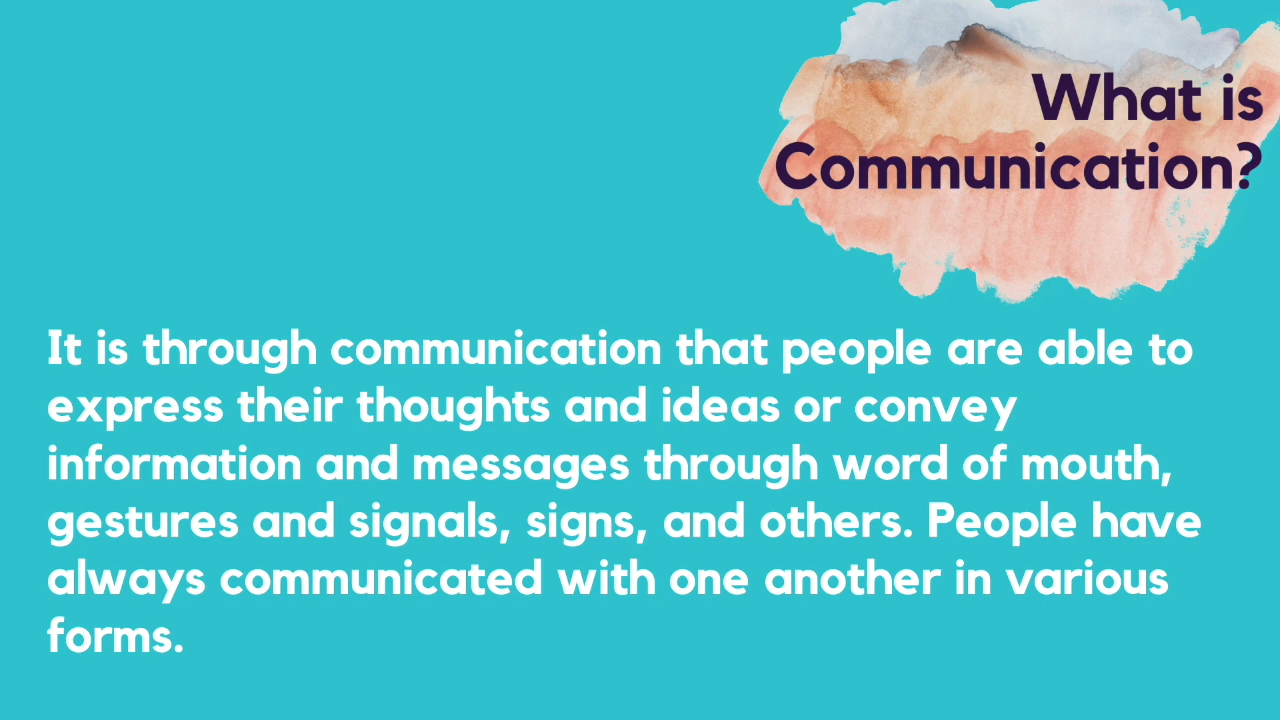 What is
Communication?
It is through communication that people are able to
express their thoughts and ideas or convey
information and messages through word of mouth,
gestures and signals, signs, and others. People have
always communicated with one another in various
forms.